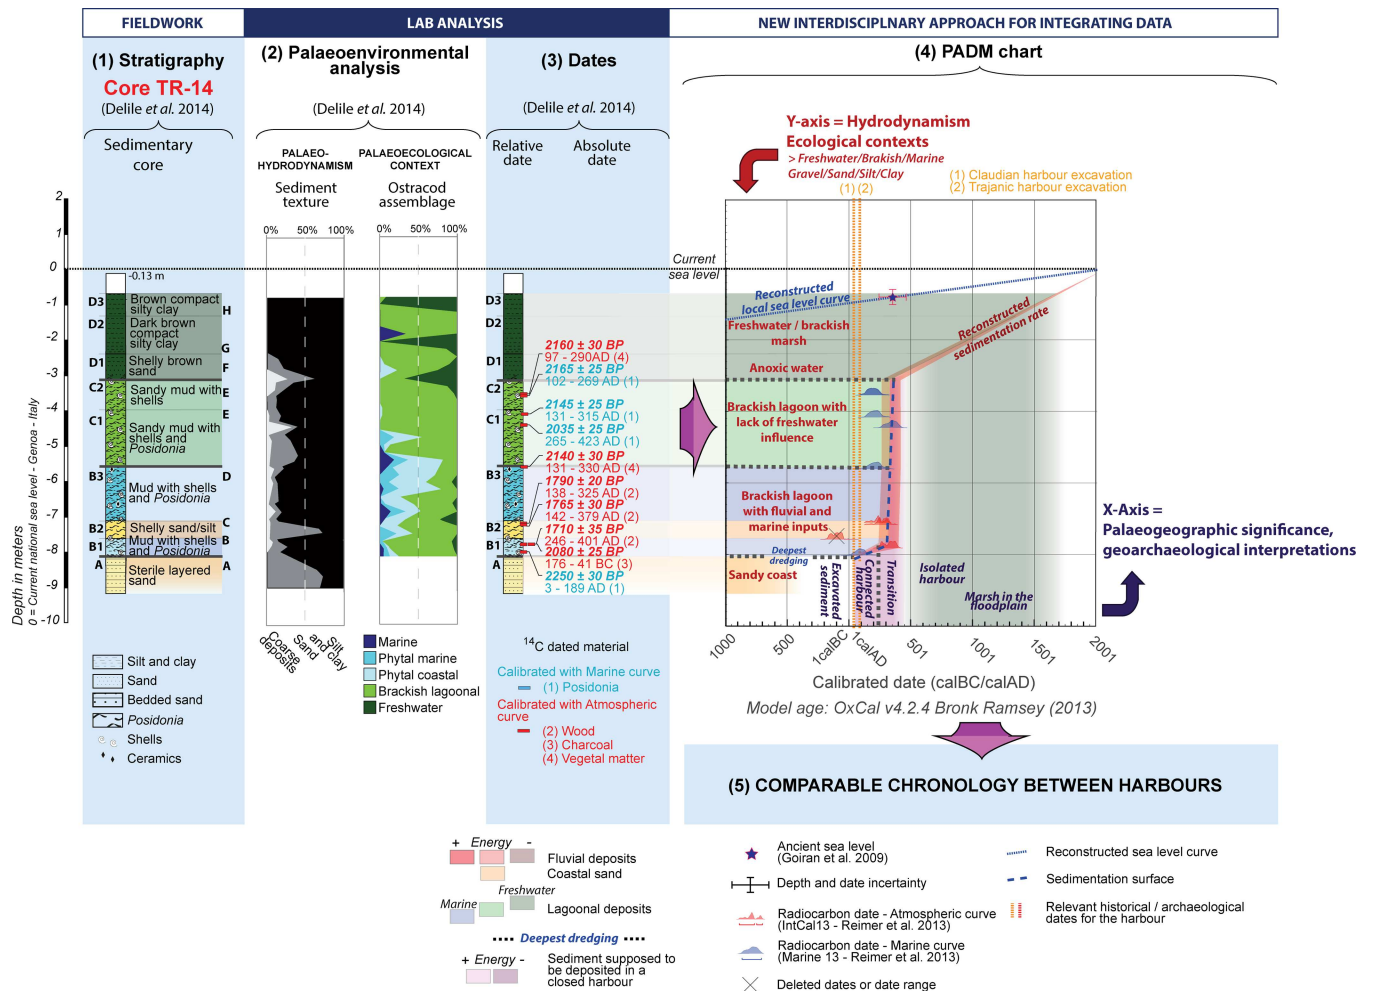 FIELDWORK
LAB ANALYSIS
NEW INTERDISCIPLNARY APPROACH FOR INTEGRATING DATA
(1) Stratigraphy
Core TR-14
(Delile et al. 2014)
Sedimentary
core
(2) Palaeoenvironmental
analysis
(Delile et al. 2014)
PALAEO-
HYDRODYNAMISM
Sediment
texture
PALAEOECOLOGICAL
CONTEXT
Ostracod
assemblage
(3) Dates
(Delile et al. 2014)
Relative
date
Absolute
date
(4) PADM chart
Y-axis = Hydrodynamism
Ecological contexts
> Freshwater/Brakish/Marine
Gravel/Sand/Silt/Clay
(1) (2)
(1) Claudian harbour excavation
(2) Trajanic harbour excavation
0% 50% 100%
0% 50% 100%
Depth in meters
0 = Current national sea level - Genoa - Italy
2
1
0
-1
-2
-3
-4
-5
-6
-7
-8
-9
-10
-0.13 m
D3
D2
D1
C2
C1
B3
B2
B1
A
Brown compact
silty clay
Dark brown
compact
silty clay
Shelly brown
sand
Sandy mud with
shells
Sandy mud with
shells and
Posidonia
Mud with shells
and Posidonia
Shelly sand/silt
Mud with shells
and Posidonia
Sterile layered
sand
H
G
F
E
E
D
C
B
A
Coarse
deposits
Sand
Silt
and clay
Marine
Phytal marine
Phytal coastal
Brackish lagoonal
Freshwater
D3
D2
D1
C2
C1
B3
B2
B1
A
2160 ± 30 BP
97 - 290AD (4)
2165 ± 25 BP
102 - 269 AD (1)
2145 ± 25 BP
131 - 315 AD (1)
2035 ± 25 BP
265 - 423 AD (1)
2140 ± 30 BP
131 - 330 AD (4)
1790 ± 20 BP
138 - 325 AD (2)
1765 ± 30 BP
142 - 379 AD (2)
1710 ± 35 BP
246 - 401 AD (2)
2080 ± 25 BP
176 - 41 BC (3)
2250 ± 30 BP
3 - 189 AD (1)
14C dated material
Calibrated with Marine curve
(1) Posidonia
Calibrated with Atmospheric
curve
(2) Wood
(3) Charcoal
(4) Vegetal matter
Silt and clay
Sand
Bedded sand
Posidonia
Shells
Ceramics
Current
sea level
Reconstructed
local sea level curve
Reconstructed
sedimentation rate
Freshwater / brackish
marsh
Anoxic water
Brackish lagoon with
lack of freshwater
influence
Brackish lagoon
with fluvial and
marine inputs
Deepest
dredging
Sandy coast
Excavated
sediment
Connected
harbour
Transition
Isolated
harbour
Marsh in the
floodplain
1000
500
1calBC
1calAD
501
1001
1501
2001
Calibrated date (calBC/calAD)
Model age: OxCal v4.2.4 Bronk Ramsey (2013)
X-Axis =
Palaeogeographic significance,
geoarchaeological interpretations
(5) COMPARABLE CHRONOLOGY BETWEEN HARBOURS
+ Energy -
Fluvial deposits
Coastal sand
Freshwater
Marine
Lagoonal deposits
Deepest dredging
+ Energy -
Sediment supposed to
be deposited in a
closed harbour
Ancient sea level
(Goiran et al. 2009)
Depth and date incertainty
Radiocarbon date - Atmospheric curve
(IntCal13 - Reimer et al. 2013)
Radiocarbon date - Marine curve
(Marine 13 - Reimer et al. 2013)
Deleted dates or date range
Reconstructed sea level curve
Sedimentation surface
Relevant historical / archaeological
dates for the harbour